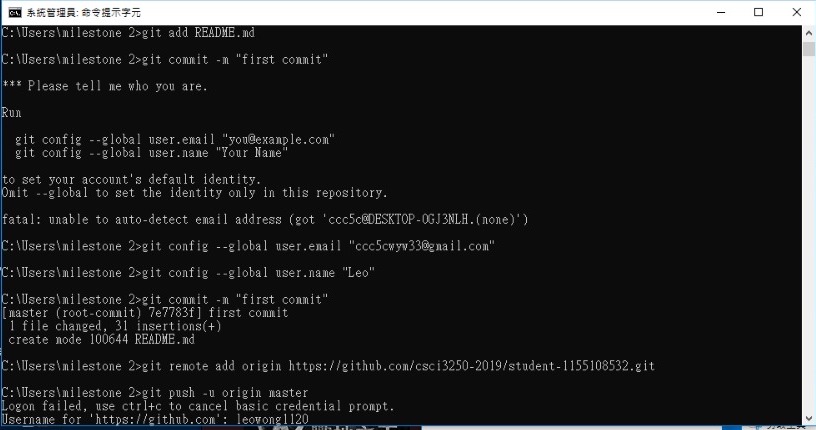 系統管理員: 命令提示字元
C:\Users\milestone 2>git add README.md
C:\Users\milestone 2>git commit -m "first commit"
*** Please tell me who you are.
Run
git config --global user.email "you@example.com"
git config --global user.name "Your Name"
to set your account's default identity.
Omit --global to set the identity only in this repository.
fatal: unable to auto-detect email address (got 'ccc5c@DESKTOP-0GJ3NLH.(none)')
C:\Users\milestone 2>git config --global user.email "ccc5cwyw33@gmail.com"
C:\Users\milestone 2>git config --global user.name "Leo"
C:\Users\milestone 2>git commit -m "first commit"
[master (root-commit) 7e7783f] first commit
1 file changed, 31 insertions(+)
create mode 100644 README.md
C:\Users\milestone 2>git remote add origin https://github.com/csci3250-2019/student-1155108532.git
C:\Users\milestone 2>git push -u origin master
Logon failed, use ctrl+c to cancel basic credential prompt.
Username for 'https://github.com': leowong1120